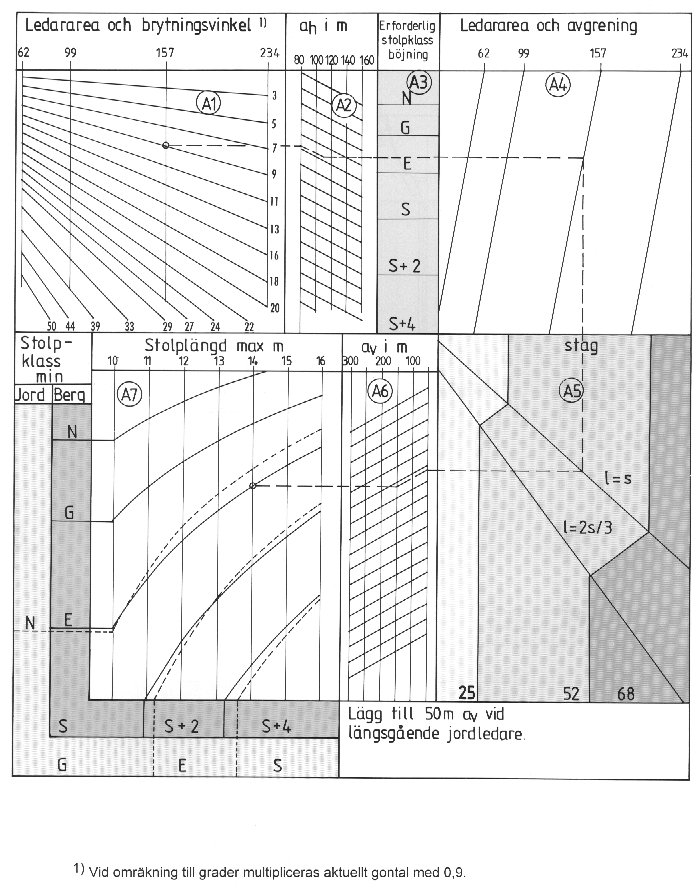 Ledararea och brytningsvinkel 1)
62 99 157 234
A1
3
5
7
9
11
13
16
18
20
50 44 39 33 29 27 24 22
ah i m
80 100 120 140 160
A2
Erforderlig
stolpklass
böjning
A3
N
G
E
S
S+2
S+4
Ledararea och avgrening
62 99 157 234
A4
Stolp-
klass
min
Jord Berg
Stolplängd max m
10 11 12 13 14 15 16
A7
N
G
N E
S S+2 S+4
G E S
av i m
300 200 100
A6
stag
A5
l=s
l=2s/3
25 52 68
Lägg till 50m av vid
längsgående jordledare.
1) Vid omräkning till grader multipliceras aktuellt gontal med 0,9.